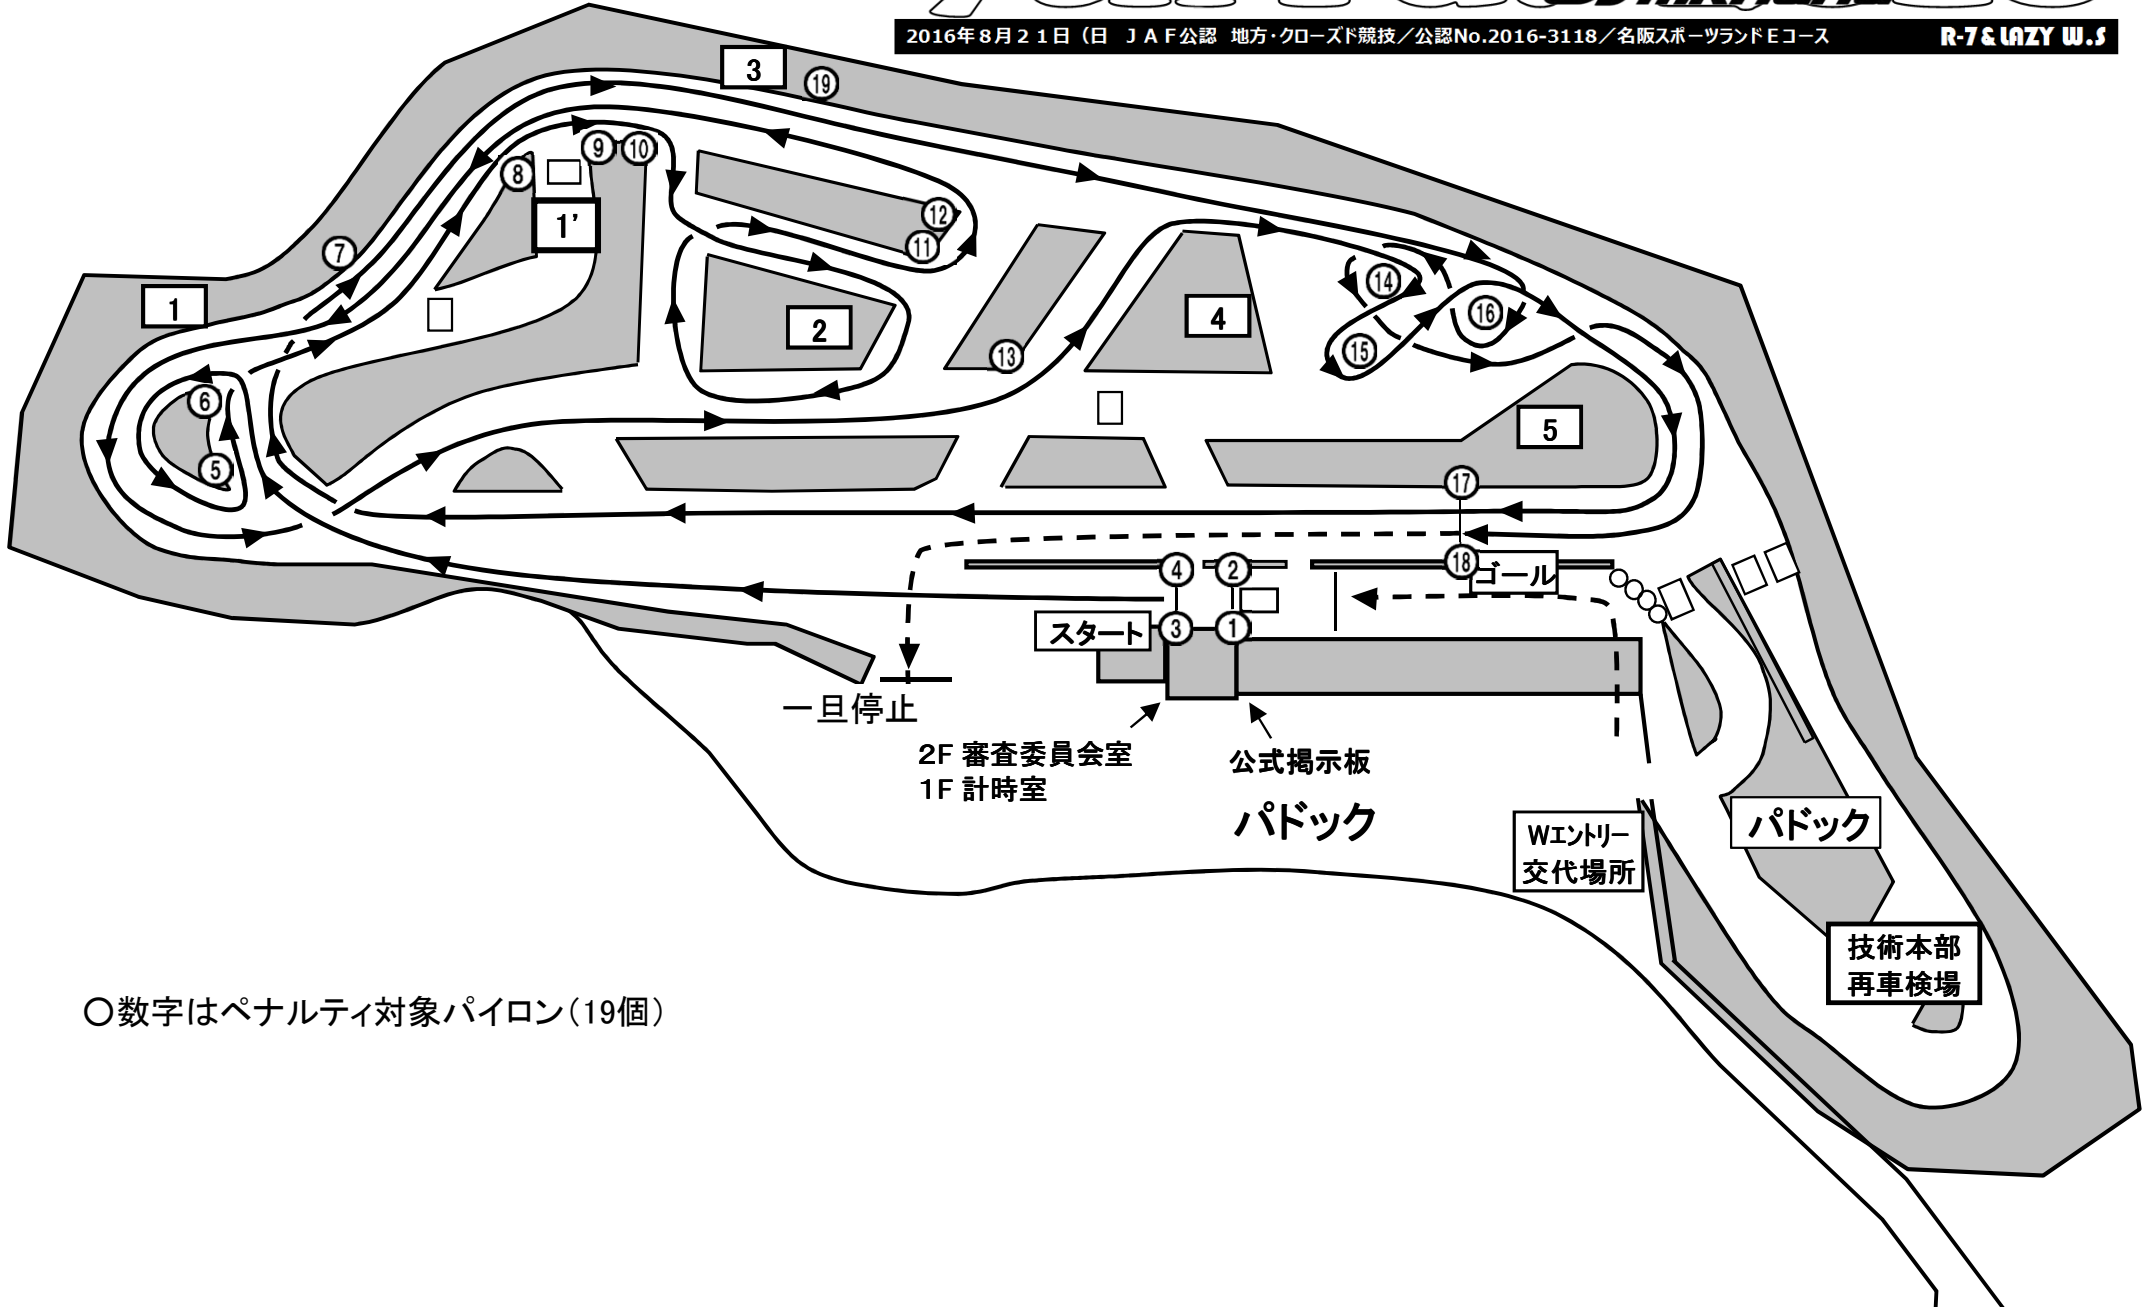 2016年８月２１日（日　ＪＡＦ公認　地方・クローズド競技／公認No.2016-3118／名阪スポーツランドＥコース
R-7 & LAZY W.S
3
19
9
10
8
1'
12
11
7
1
2
4
14
16
15
13
6
5
5
17
18
ゴール
4
2
3
1
スタート
一旦停止
2F 審査委員会室
1F 計時室
公式掲示板
パドック
Wエントリー
交代場所
パドック
技術本部
再車検場
○数字はペナルティ対象パイロン（19個）